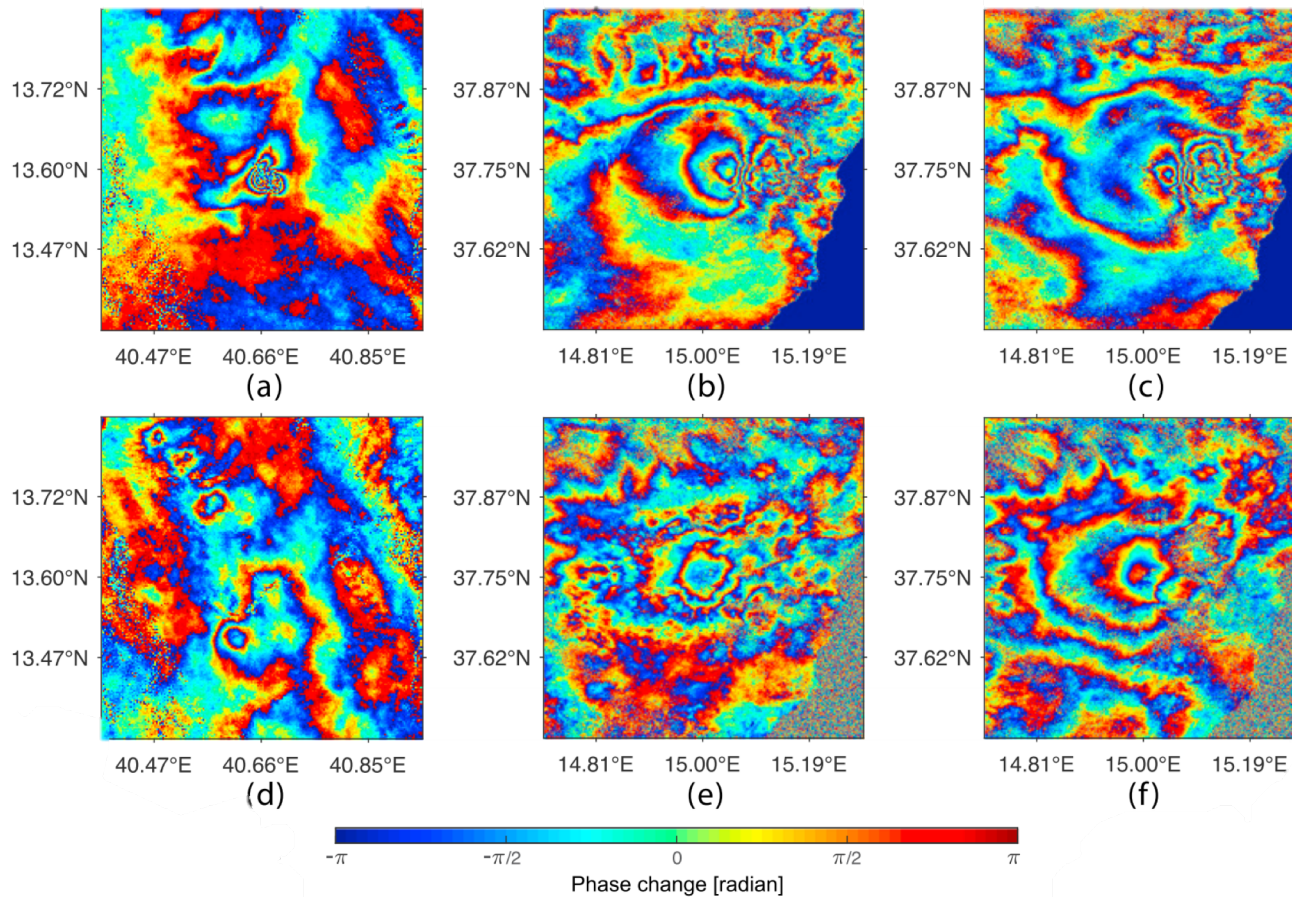 13.72°N
13.60°N
13.47°N
40.47°E 40.66°E 40.85°E
(a)
37.87°N
37.75°N
37.62°N
14.81°E 15.00°E 15.19°E
(b)
37.87°N
37.75°N
37.62°N
14.81°E 15.00°E 15.19°E
(c)
13.72°N
13.60°N
13.47°N
40.47°E 40.66°E 40.85°E
(d)
37.87°N
37.75°N
37.62°N
14.81°E 15.00°E 15.19°E
(e)
37.87°N
37.75°N
37.62°N
14.81°E 15.00°E 15.19°E
(f)
-π -π/2 0 π/2 π
Phase change [radian]